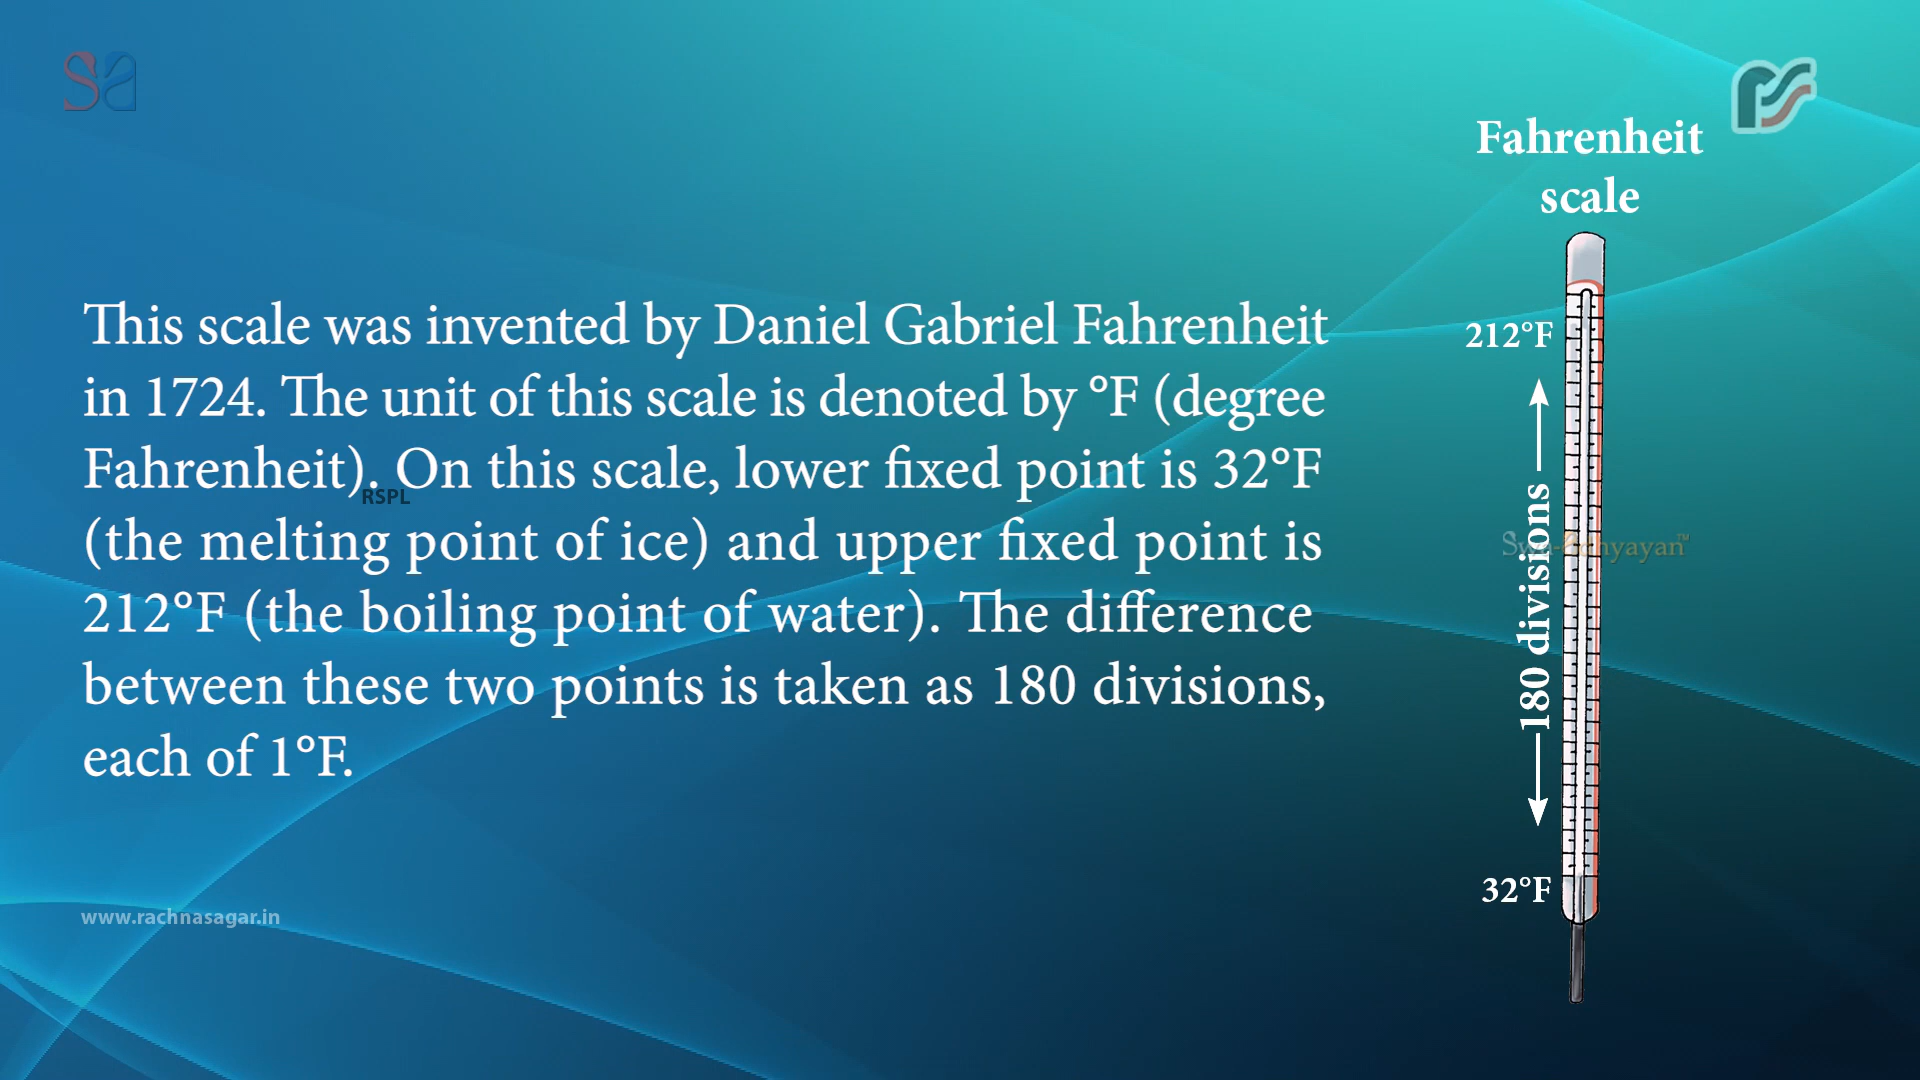 sa
Fahrenheit
scale
This scale was invented by Daniel Gabriel Fahrenheit
in 1724. The unit of this scale is denoted by °F (degree
Fahrenheit). On this scale, lower fixed point is 32°F
(the melting point of ice) and upper fixed point is
212°F (the boiling point of water). The difference
between these two points is taken as 180 divisions,
each of 1°F.
RSPL
212°F
180 divisions
Swa-adhyayan™
32°F
www.rachnasagar.in